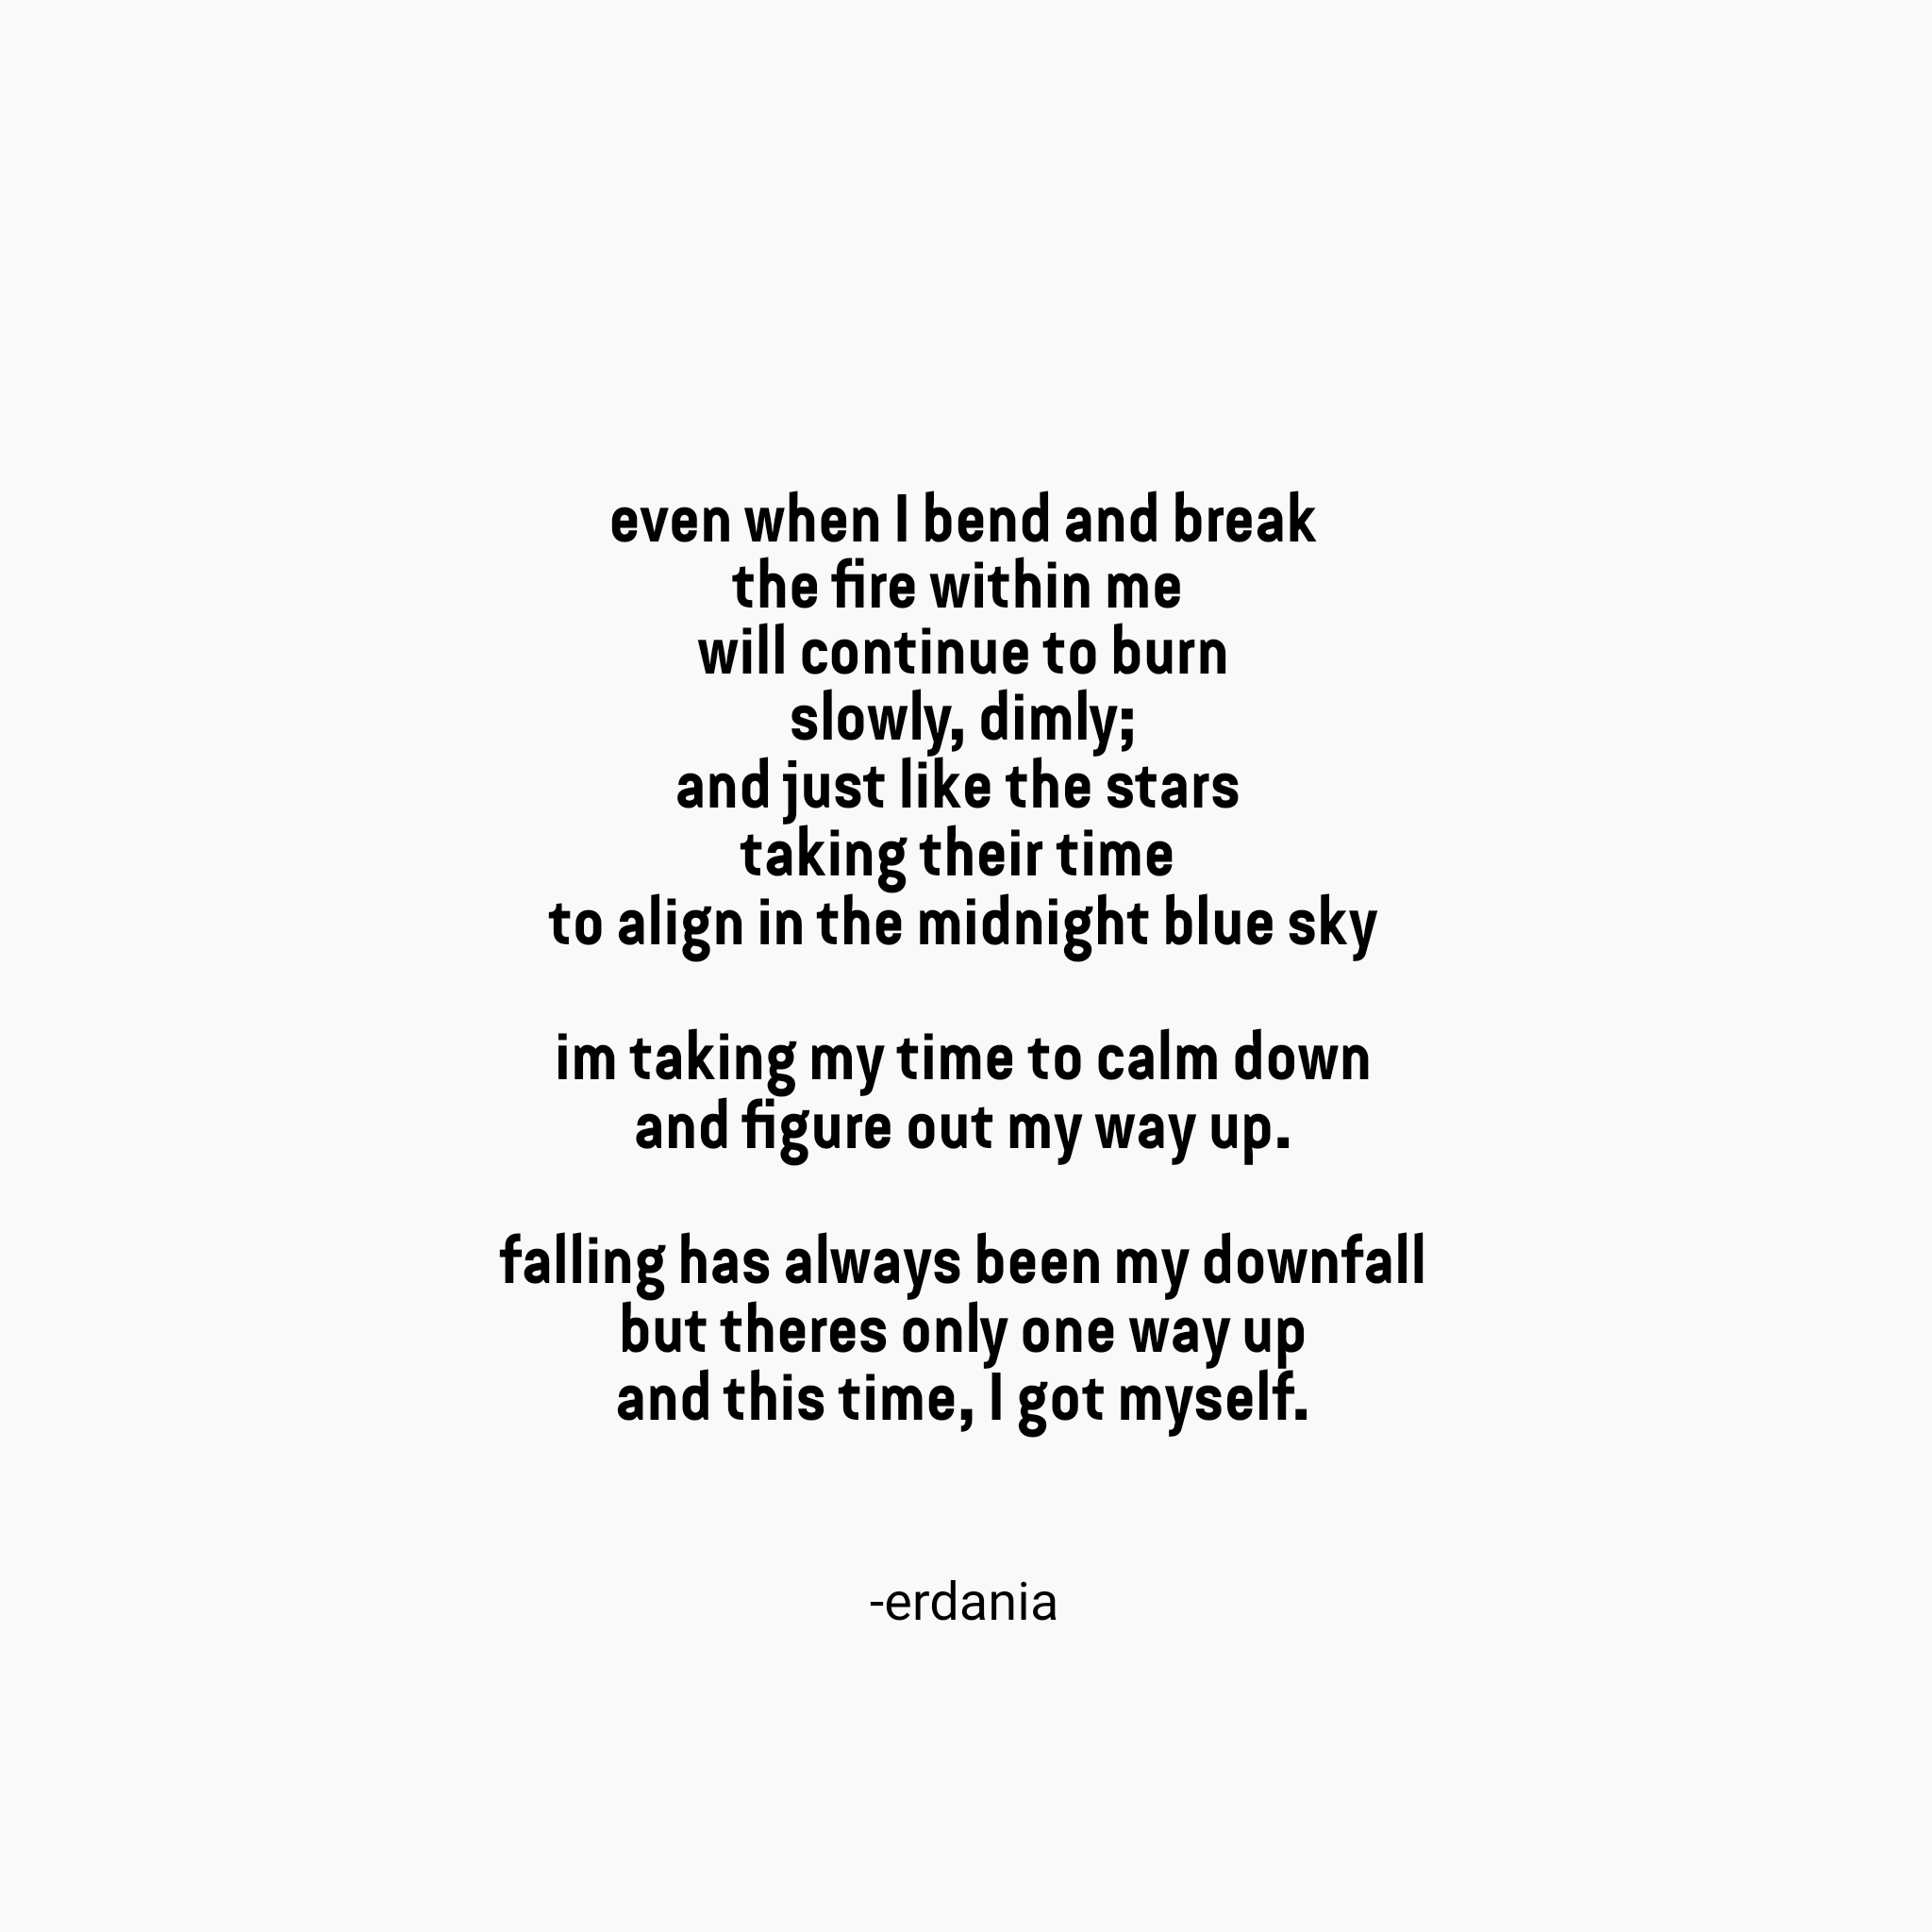 even when I bend and break
the fire within me
will continue to burn
slowly, dimly;
and just like the stars
taking their time
to align in the midnight blue sky
im taking my time to calm down
and figure out my way up.
falling has always been my downfall
but theres only one way up
and this time, I got myself.
-erdania